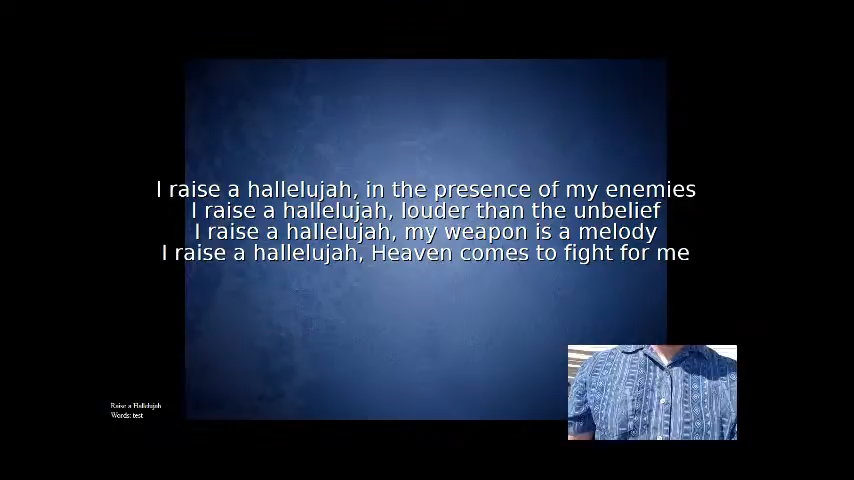 I raise a hallelujah, in the presence of my enemies
I raise a hallelujah, louder than the unbelief
I raise a hallelujah, my weapon is a melody
I raise a hallelujah, Heaven comes to fight for me
Raise a Hallelujah
Words: test